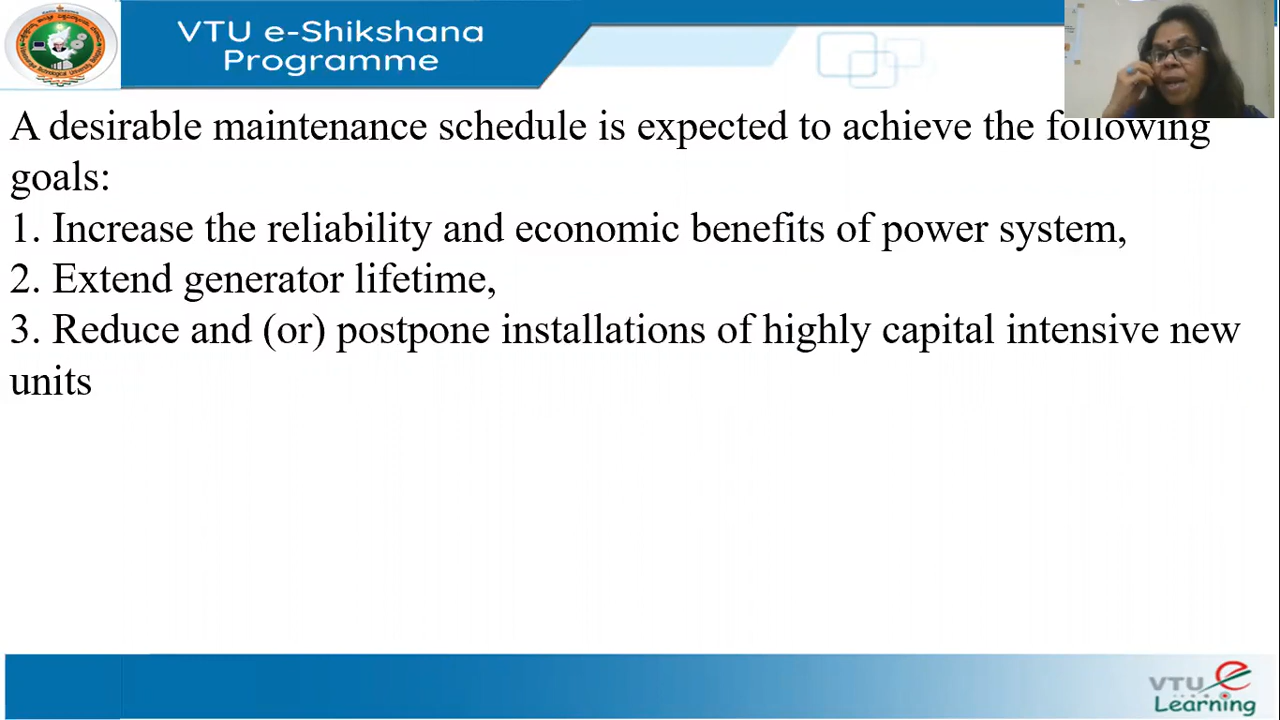 VTU e-Shikshana
Programme
A desirable maintenance schedule is expected to achieve the following
goals:
1. Increase the reliability and economic benefits of power system,
2. Extend generator lifetime,
3. Reduce and (or) postpone installations of highly capital intensive new
units
VTU e
Learning